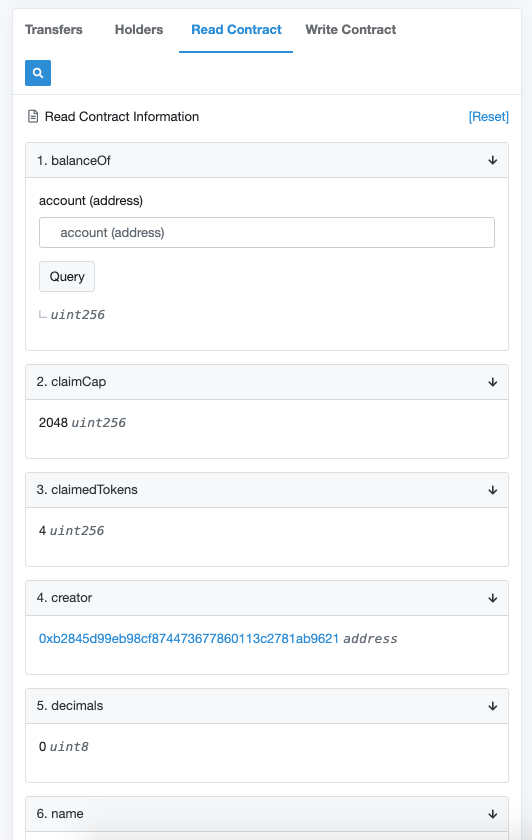 Transfers Holders Read Contract Write Contract
Read Contract Information [Reset]
1. balanceOf
account (address)
account (address)
Query
uint256
2. claimCap
2048 uint256
3. claimedTokens
4 uint256
4. creator
0xb2845d99eb98cf874473677860113c2781ab9621 address
5. decimals
0 uint8
6. name